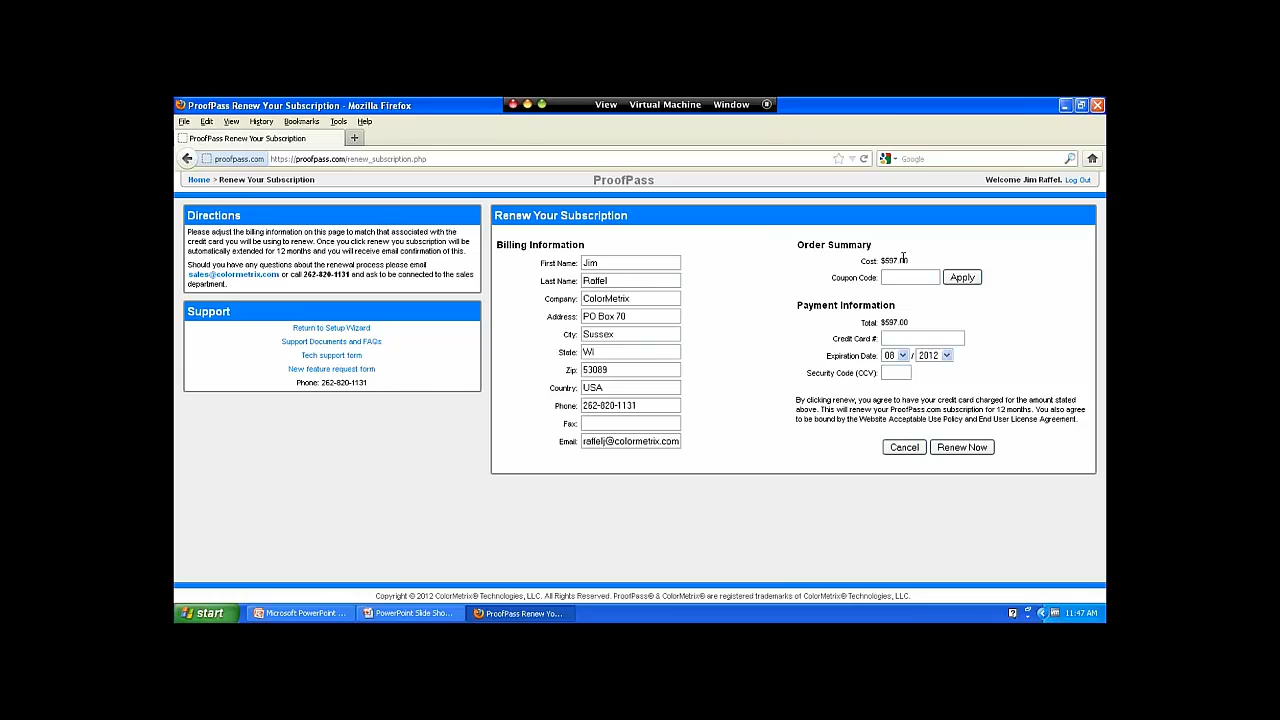 ProofPass Renew Your Subscription - Mozilla Firefox
View Virtual Machine Window
File Edit View History Bookmarks Tools Help
ProofPass Renew Your Subscription
proofpass.com https://proofpass.com/renew_subscription.php
Google
Home > Renew Your Subscription
ProofPass
Welcome Jim Raffel. Log Out
Directions
Please adjust the billing information on this page to match that associated with the
credit card you will be using to renew. Once you click renew you subscription will be
automatically extended for 12 months and you will receive email confirmation of this.
Should you have any questions about the renewal process please email
sales@colormetrix.com or call 262-820-1131 and ask to be connected to the sales
department.
Support
Return to Setup Wizard
Support Documents and FAQs
Tech support form
New feature request form
Phone: 262-820-1131
Renew Your Subscription
Billing Information
First Name: Jim
Last Name: Raffel
Company: ColorMetrix
Address: PO Box 70
City: Sussex
State: WI
Zip: 53089
Country: USA
Phone: 262-820-1131
Fax:
Email: raffelj@colormetrix.com
Order Summary
Cost: $597.00
Coupon Code: Apply
Payment Information
Total: $597.00
Credit Card #:
Expiration Date: 08 / 2012
Security Code (CCV):
By clicking renew, you agree to have your credit card charged for the amount stated
above. This will renew your ProofPass.com subscription for 12 months. You also agree
to be bound by the Website Acceptable Use Policy and End User License Agreement.
Cancel Renew Now
Copyright © 2012 ColorMetrix® Technologies, LLC. All Rights Reserved. ProofPass® & ColorMetrix® are registered trademarks of ColorMetrix® Technologies, LLC.
start Microsoft PowerPoint ... PowerPoint Slide Sho... ProofPass Renew Yo... 11:47 AM